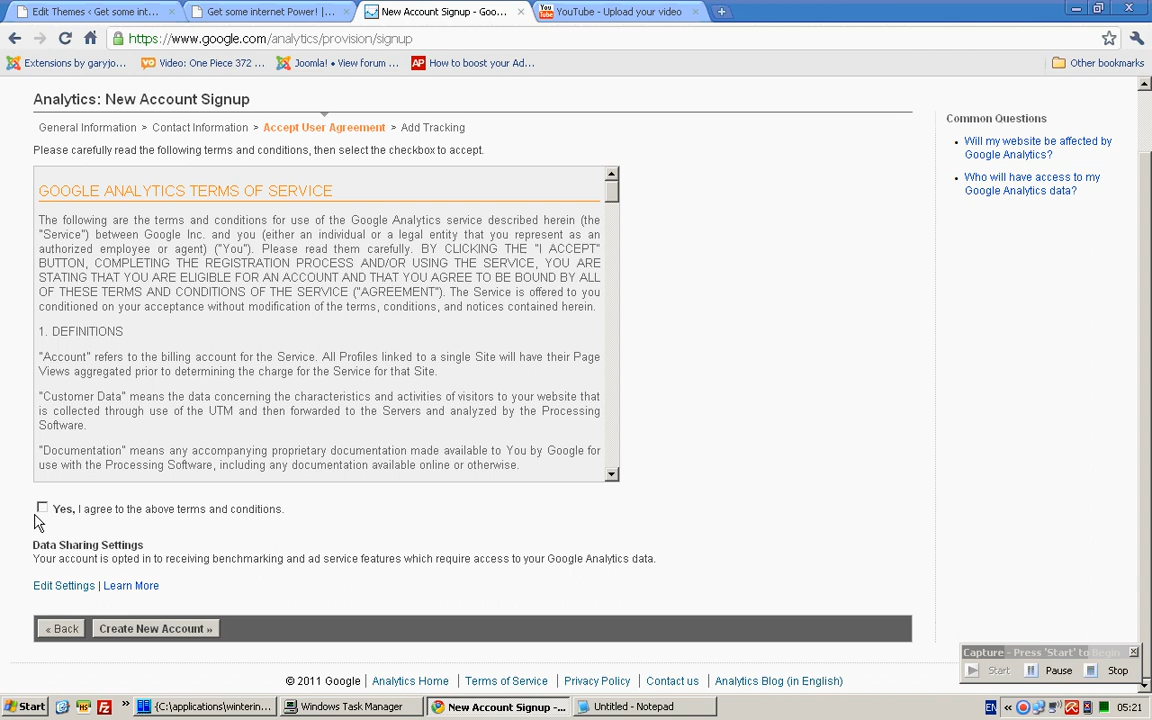 Edit Themes ‹ Get some int...
Get some internet Power! |...
New Account Signup - Goo...
YouTube - Upload your video
https://www.google.com/analytics/provision/signup
Extensions by garyjo...
Video: One Piece 372 ...
Joomla! • View forum ...
AP How to boost your Ad...
Other bookmarks
Analytics: New Account Signup
General Information > Contact Information > Accept User Agreement > Add Tracking
Please carefully read the following terms and conditions, then select the checkbox to accept.
GOOGLE ANALYTICS TERMS OF SERVICE
The following are the terms and conditions for use of the Google Analytics service described herein (the
"Service") between Google Inc. and you (either an individual or a legal entity that you represent as an
authorized employee or agent) ("You"). Please read them carefully. BY CLICKING THE "I ACCEPT"
BUTTON, COMPLETING THE REGISTRATION PROCESS AND/OR USING THE SERVICE, YOU ARE
STATING THAT YOU ARE ELIGIBLE FOR AN ACCOUNT AND THAT YOU AGREE TO BE BOUND BY ALL
OF THESE TERMS AND CONDITIONS OF THE SERVICE ("AGREEMENT"). The Service is offered to you
conditioned on your acceptance without modification of the terms, conditions, and notices contained herein.
1. DEFINITIONS
"Account" refers to the billing account for the Service. All Profiles linked to a single Site will have their Page
Views aggregated prior to determining the charge for the Service for that Site.
"Customer Data" means the data concerning the characteristics and activities of visitors to your website that
is collected through use of the UTM and then forwarded to the Servers and analyzed by the Processing
Software.
"Documentation" means any accompanying proprietary documentation made available to You by Google for
use with the Processing Software, including any documentation available online or otherwise.
Yes, I agree to the above terms and conditions.
Data Sharing Settings
Your account is opted in to receiving benchmarking and ad service features which require access to your Google Analytics data.
Edit Settings | Learn More
« Back
Create New Account »
Common Questions
Will my website be affected by
Google Analytics?
Who will have access to my
Google Analytics data?
© 2011 Google | Analytics Home | Terms of Service | Privacy Policy | Contact us | Analytics Blog (in English)
Capture - Press 'Start' to Begin
Start
Pause
Stop
Start
{C:\applications\winterin...
Windows Task Manager
New Account Signup -...
Untitled - Notepad
EN
05:21